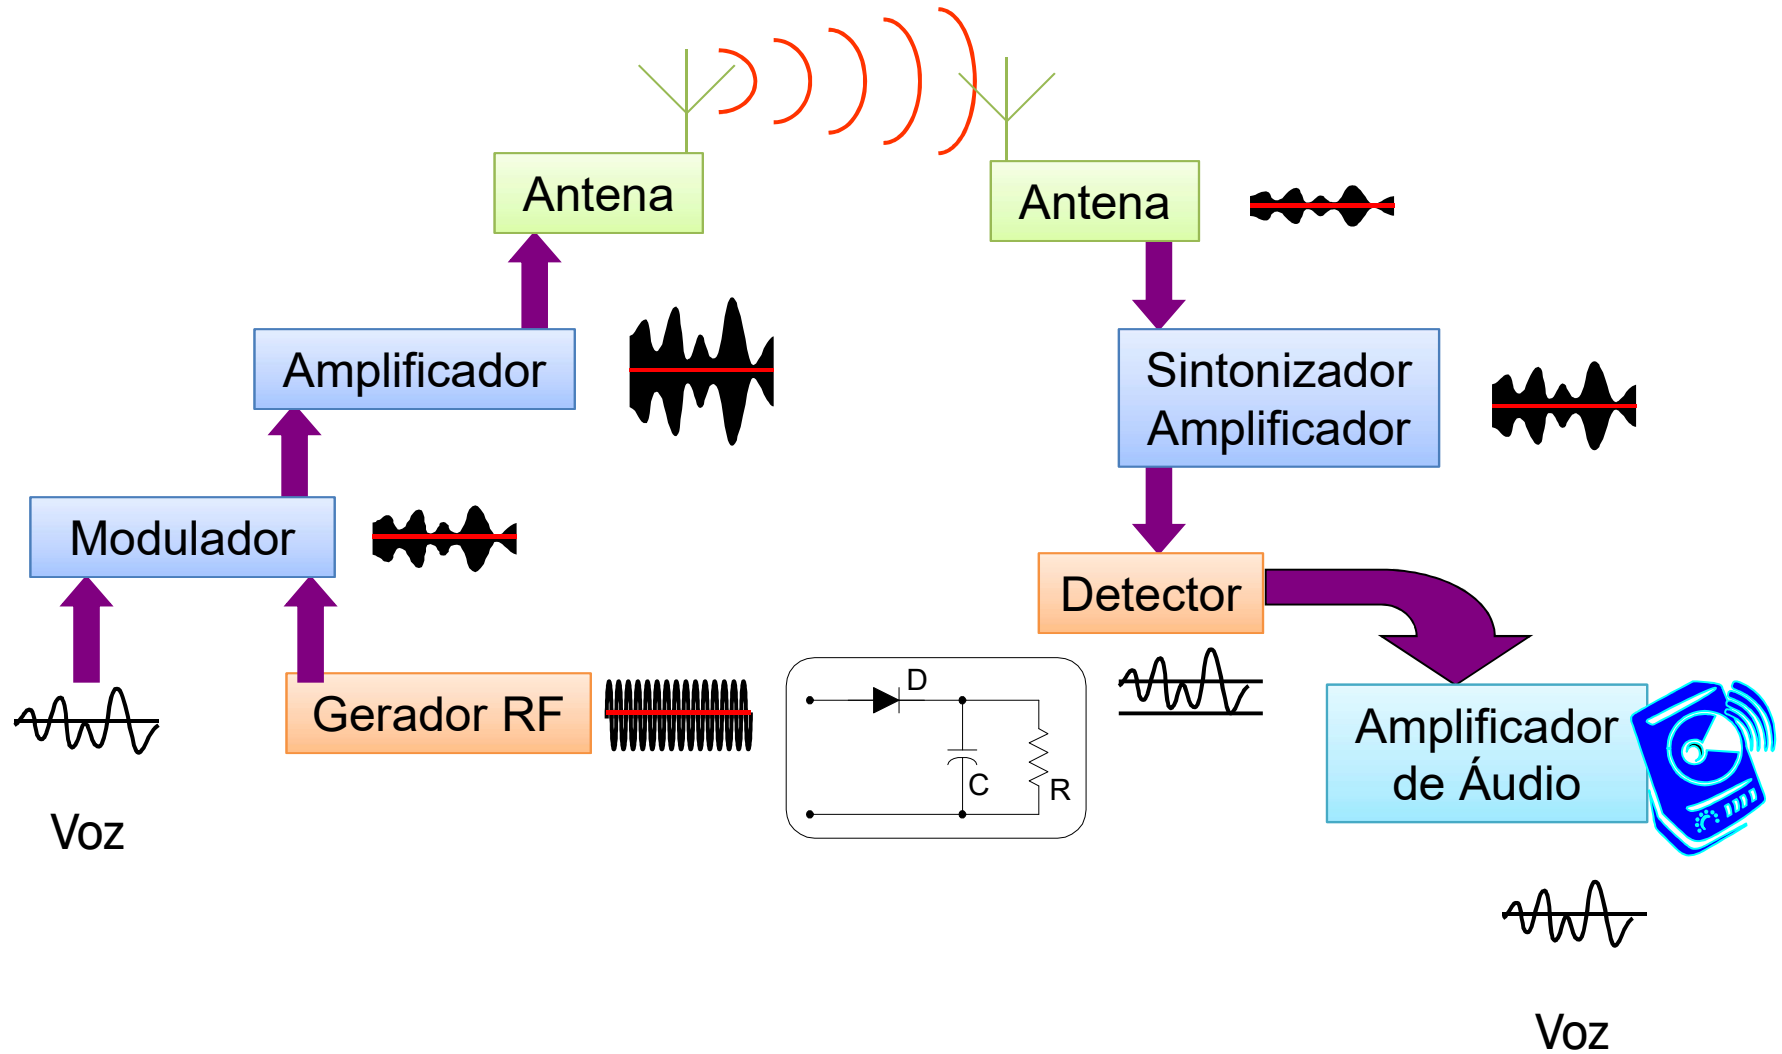 Antena
Antena
Amplificador
Sintonizador
Amplificador
Modulador
Detector
Gerador RF
D
C
R
Amplificador
de Áudio
Voz
Voz